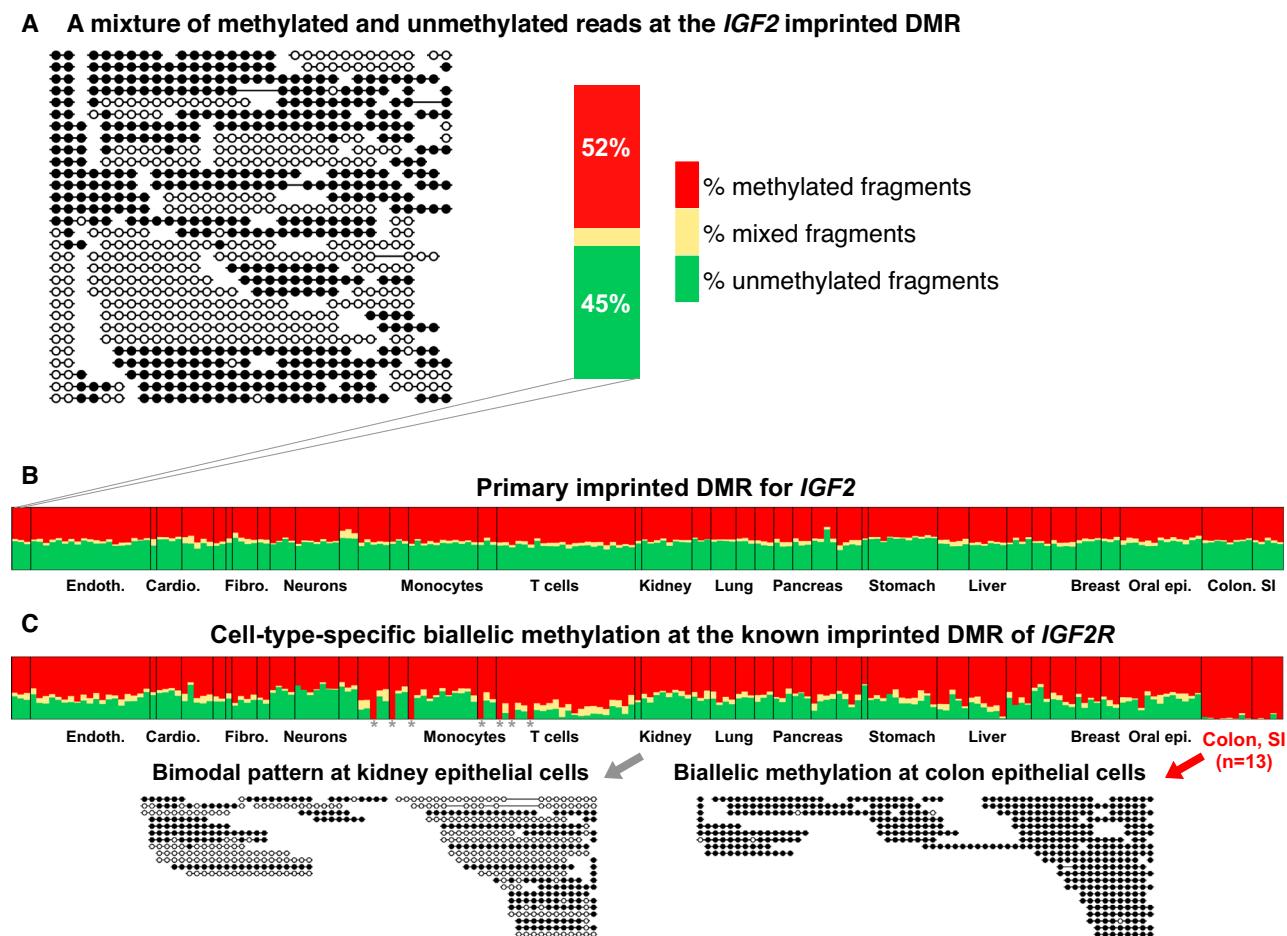 A A mixture of methylated and unmethylated reads at the IGF2 imprinted DMR
52%
45%
% methylated fragments
% mixed fragments
% unmethylated fragments
B
Primary imprinted DMR for IGF2
Endoth. Cardio. Fibro. Neurons Monocytes T cells Kidney Lung Pancreas Stomach Liver Breast Oral epi. Colon. SI
C
Cell-type-specific biallelic methylation at the known imprinted DMR of IGF2R
* * * * * * *
Endoth. Cardio. Fibro. Neurons Monocytes T cells Kidney Lung Pancreas Stomach Liver Breast Oral epi. Colon, SI
(n=13)
Bimodal pattern at kidney epithelial cells
Biallelic methylation at colon epithelial cells